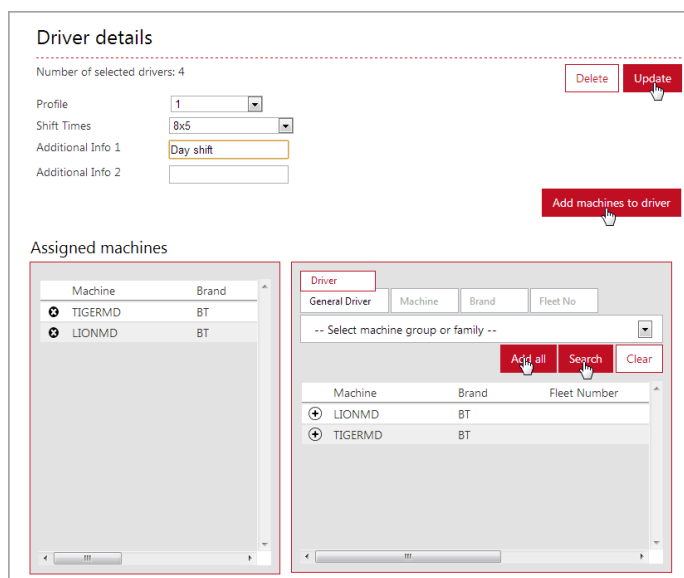 Driver details
Number of selected drivers: 4
Delete Update
Profile 1
Shift Times 8x5
Additional Info 1 Day shift
Additional Info 2
Add machines to driver
Assigned machines
Machine Brand
TIGERMD BT
LIONMD BT
Driver
General Driver Machine Brand Fleet No
-- Select machine group or family --
Add all Search Clear
Machine Brand Fleet Number
LIONMD BT
TIGERMD BT